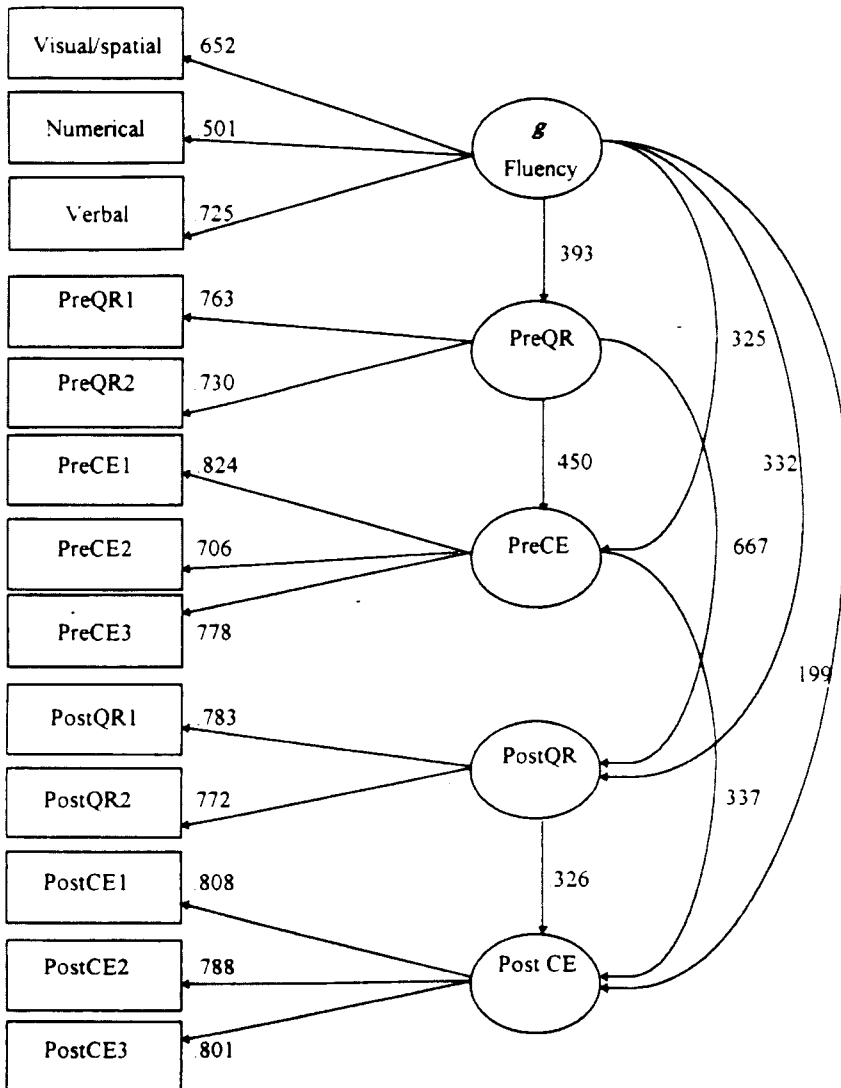 Visual/spatial
652
Numerical
.501
Verbal
.725
g
Fluency
393
PreQR1
.763
PreQR2
.730
PreQR
325
PreCE1
.824
450
332
PreCE2
706
PreCE
667
PreCE3
778
199
PostQR1
.783
PostQR
PostQR2
.772
337
PostCE1
.808
.326
PostCE2
.788
Post CE
PostCE3
.801